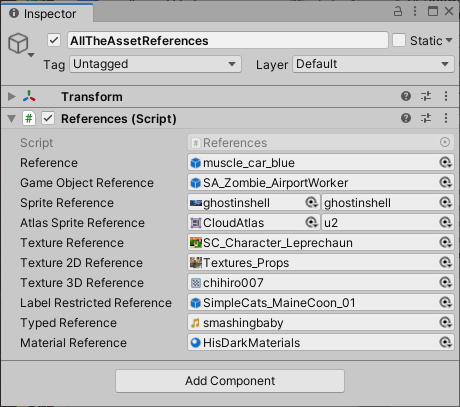 Inspector
AllTheAssetReferences Static
Tag Untagged Layer Default
Transform
# References (Script)
Script # References
Reference muscle_car_blue
Game Object Reference SA_Zombie_AirportWorker
Sprite Reference ghostinshell ghostinshell
Atlas Sprite Reference CloudAtlas u2
Texture Reference SC_Character_Leprechaun
Texture 2D Reference Textures_Props
Texture 3D Reference chihiro007
Label Restricted Reference SimpleCats_MaineCoon_01
Typed Reference smashingbaby
Material Reference HisDarkMaterials
Add Component